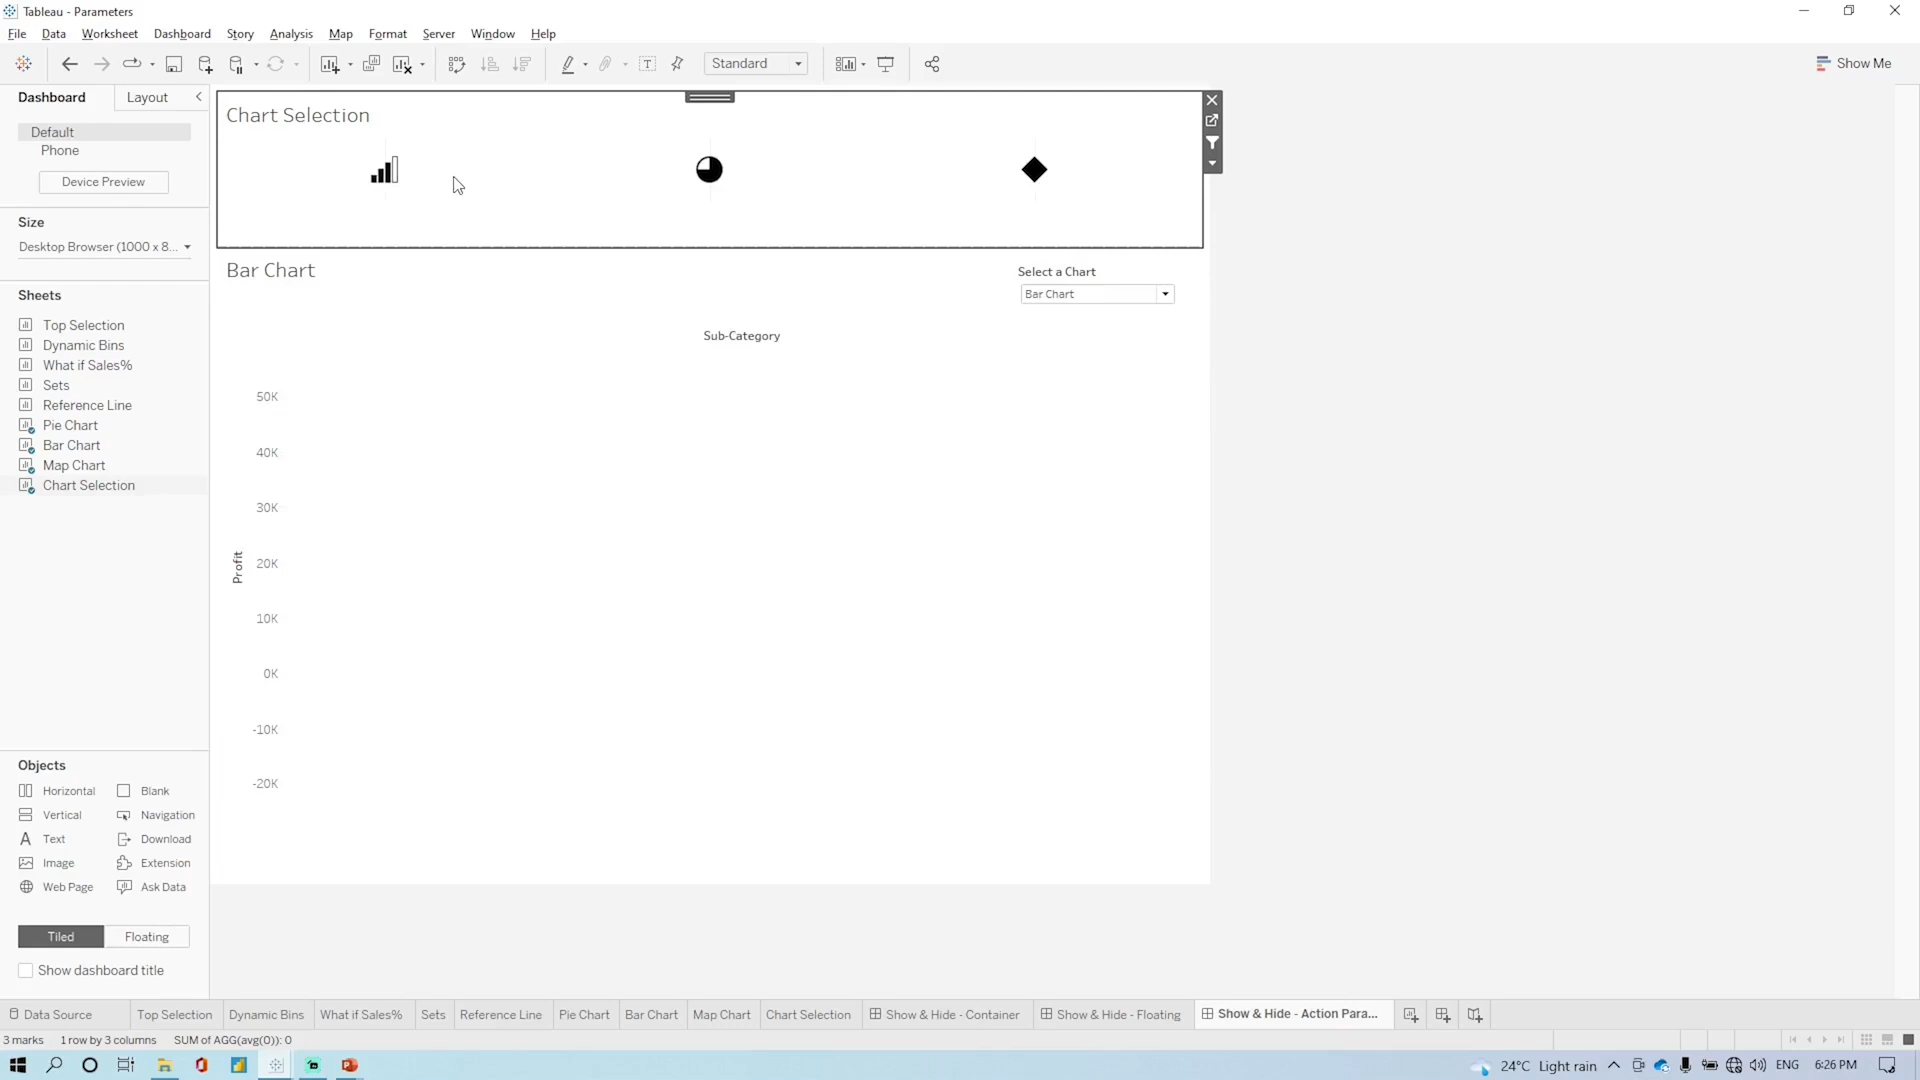 Tableau - Parameters
File Data Worksheet Dashboard Story Analysis Map Format Server Window Help
Standard
Show Me
Dashboard Layout
Default
Phone
Device Preview
Size
Desktop Browser (1000 x 8...
Sheets
Top Selection
Dynamic Bins
What if Sales%
Sets
Reference Line
Pie Chart
Bar Chart
Map Chart
Chart Selection
Objects
Horizontal Blank
Vertical Navigation
Text Download
Image Extension
Web Page Ask Data
Tiled Floating
Show dashboard title
Chart Selection
Bar Chart
Select a Chart
Bar Chart
Sub-Category
50K
40K
30K
20K
10K
0K
-10K
-20K
Profit
Data Source Top Selection Dynamic Bins What if Sales% Sets Reference Line Pie Chart Bar Chart Map Chart Chart Selection Show & Hide - Container Show & Hide - Floating Show & Hide - Action Para...
3 marks 1 row by 3 columns SUM of AGG(avg(0)): 0
24°C Light rain ENG 6:26 PM